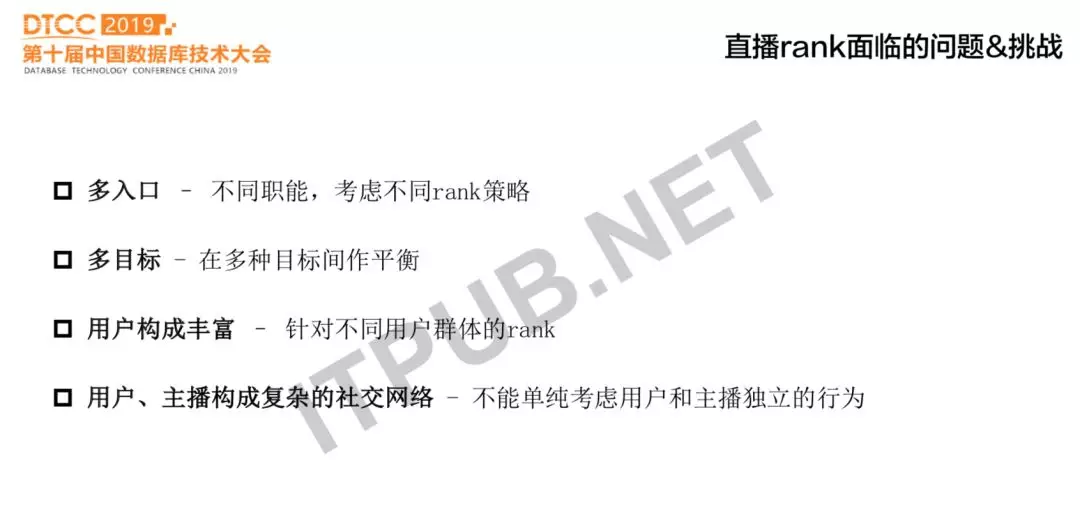 DTCC 2019
第十届中国数据库技术大会
DATABASE TECHNOLOGY CONFERENCE CHINA 2019
直播rank面临的问题&挑战
多入口 – 不同职能，考虑不同rank策略
多目标 – 在多种目标间作平衡
用户构成丰富 – 针对不同用户群体的rank
用户、主播构成复杂的社交网络 – 不能单纯考虑用户和主播独立的行为
ITPUB.NET